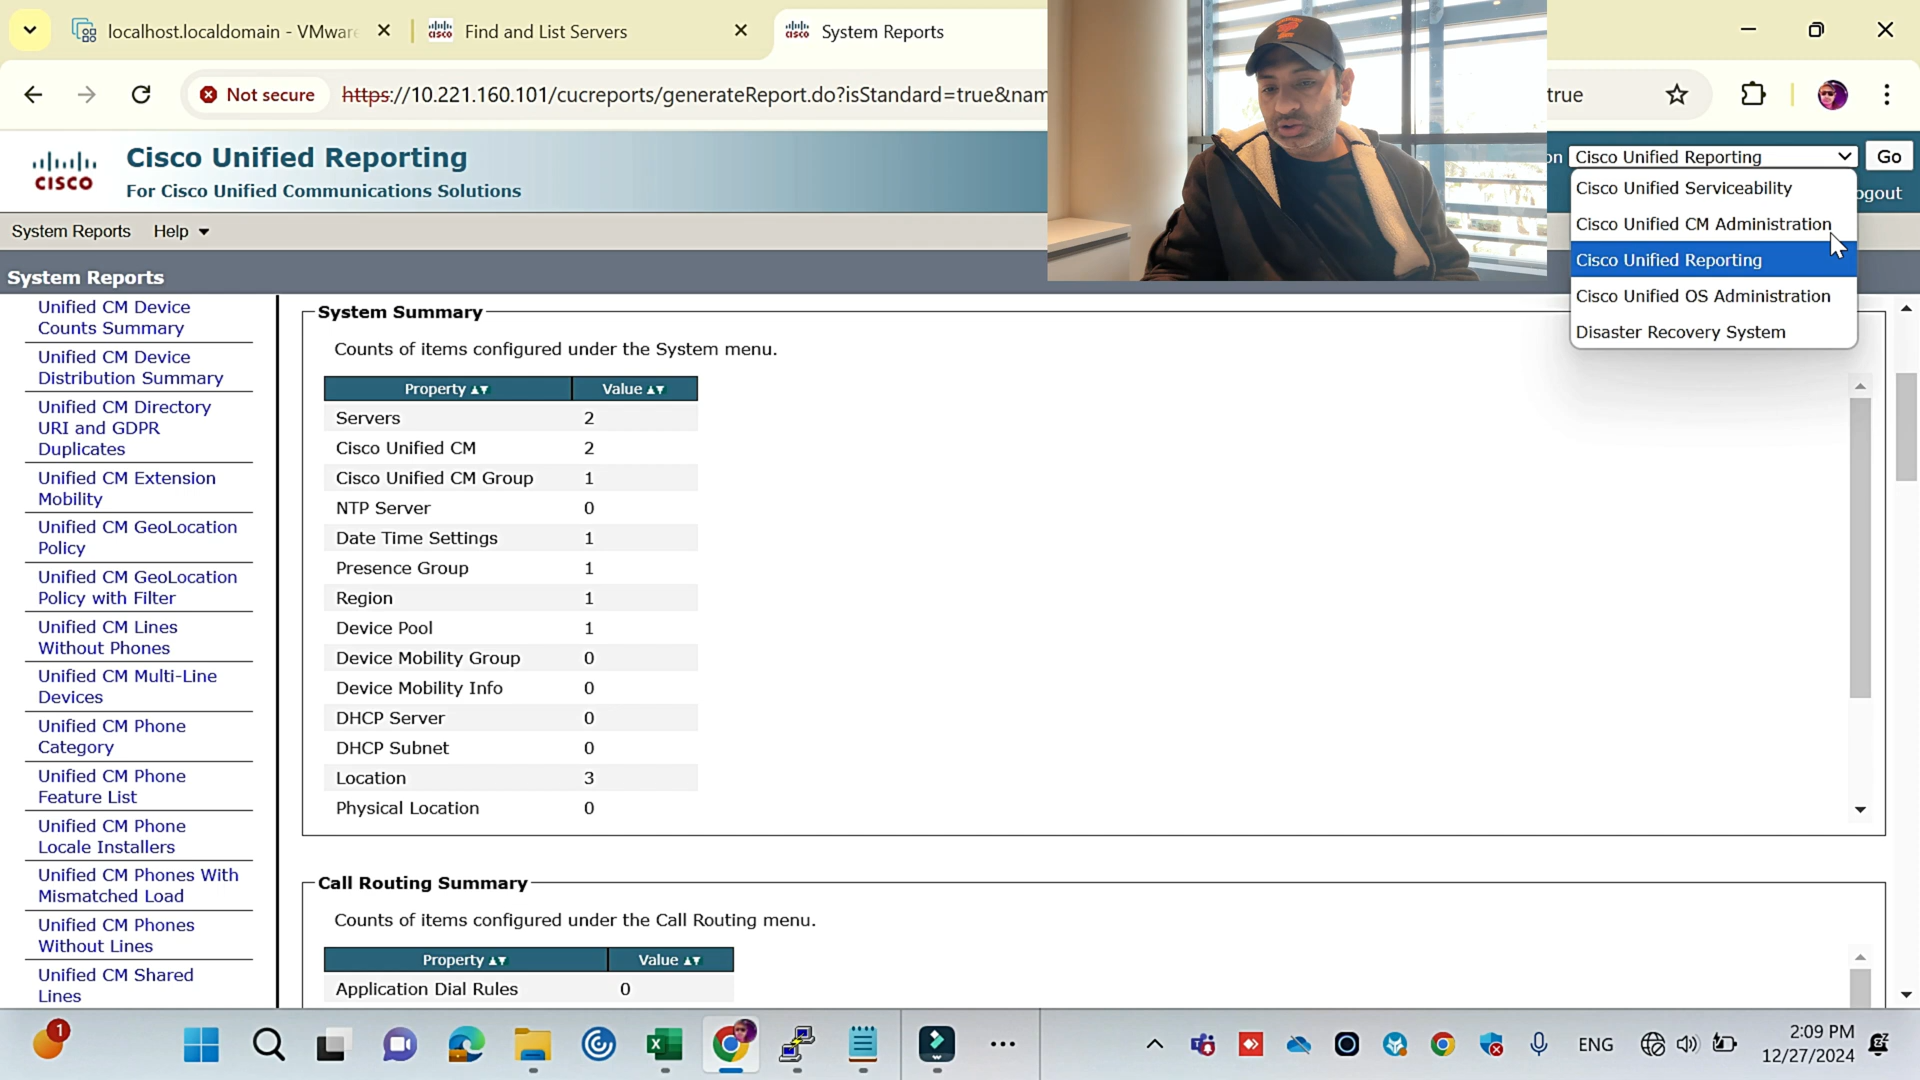 localhost.localdomain - VMware
Find and List Servers
System Reports
Not secure
https://10.221.160.101/cucreports/generateReport.do?isStandard=true&nam
true
CISCO
Cisco Unified Reporting
For Cisco Unified Communications Solutions
on
Cisco Unified Reporting
Go
Cisco Unified Serviceability
Cisco Unified CM Administration
Cisco Unified Reporting
Cisco Unified OS Administration
Disaster Recovery System
ogout
System Reports
Help
System Reports
Unified CM Device
Counts Summary
Unified CM Device
Distribution Summary
Unified CM Directory
URI and GDPR
Duplicates
Unified CM Extension
Mobility
Unified CM GeoLocation
Policy
Unified CM GeoLocation
Policy with Filter
Unified CM Lines
Without Phones
Unified CM Multi-Line
Devices
Unified CM Phone
Category
Unified CM Phone
Feature List
Unified CM Phone
Locale Installers
Unified CM Phones With
Mismatched Load
Unified CM Phones
Without Lines
Unified CM Shared
Lines
System Summary
Counts of items configured under the System menu.
Property Value
Servers 2
Cisco Unified CM 2
Cisco Unified CM Group 1
NTP Server 0
Date Time Settings 1
Presence Group 1
Region 1
Device Pool 1
Device Mobility Group 0
Device Mobility Info 0
DHCP Server 0
DHCP Subnet 0
Location 3
Physical Location 0
Call Routing Summary
Counts of items configured under the Call Routing menu.
Property Value
Application Dial Rules 0
1
ENG
2:09 PM
12/27/2024